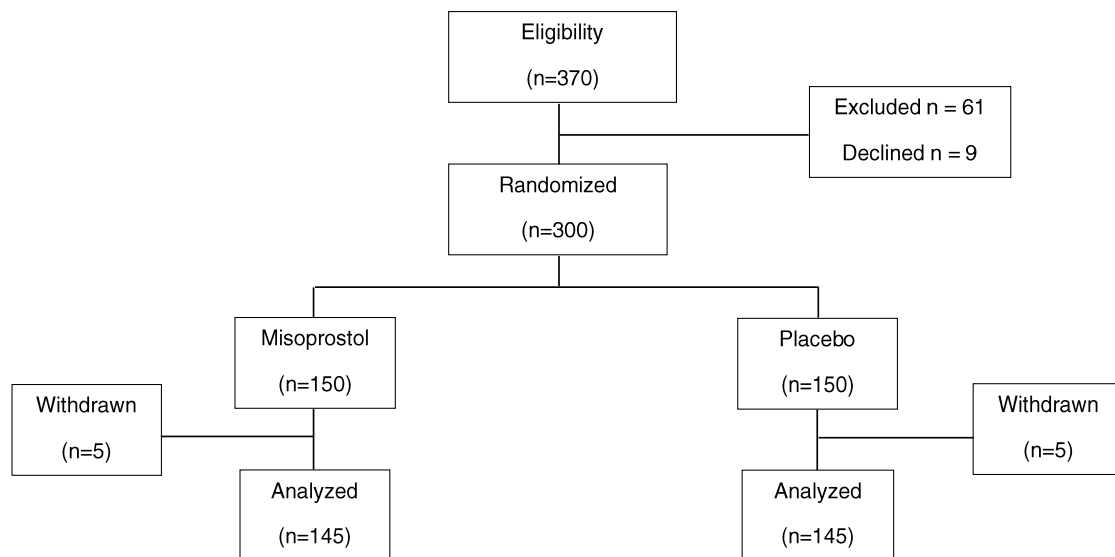 Eligibility
(n=370)
Excluded n = 61
Declined n = 9
Randomized
(n=300)
Misoprostol
(n=150)
Placebo
(n=150)
Withdrawn
(n=5)
Withdrawn
(n=5)
Analyzed
(n=145)
Analyzed
(n=145)